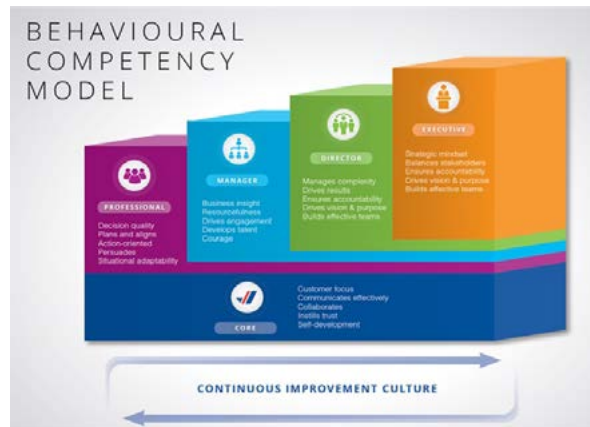 BEHAVIOURAL
COMPETENCY
MODEL
PROFESSIONAL
Decision quality
Plans and aligns
Action-oriented
Persuades
Situational adaptability
MANAGER
Business insight
Resourcefulness
Drives engagement
Develops talent
Courage
DIRECTOR
Manages complexity
Drives results
Ensures accountability
Drives vision & purpose
Builds effective teams
EXECUTIVE
Strategic mindset
Balances stakeholders
Ensures accountability
Drives vision & purpose
Builds effective teams
CORE
Customer focus
Communicates effectively
Collaborates
Instills trust
Self-development
CONTINUOUS IMPROVEMENT CULTURE